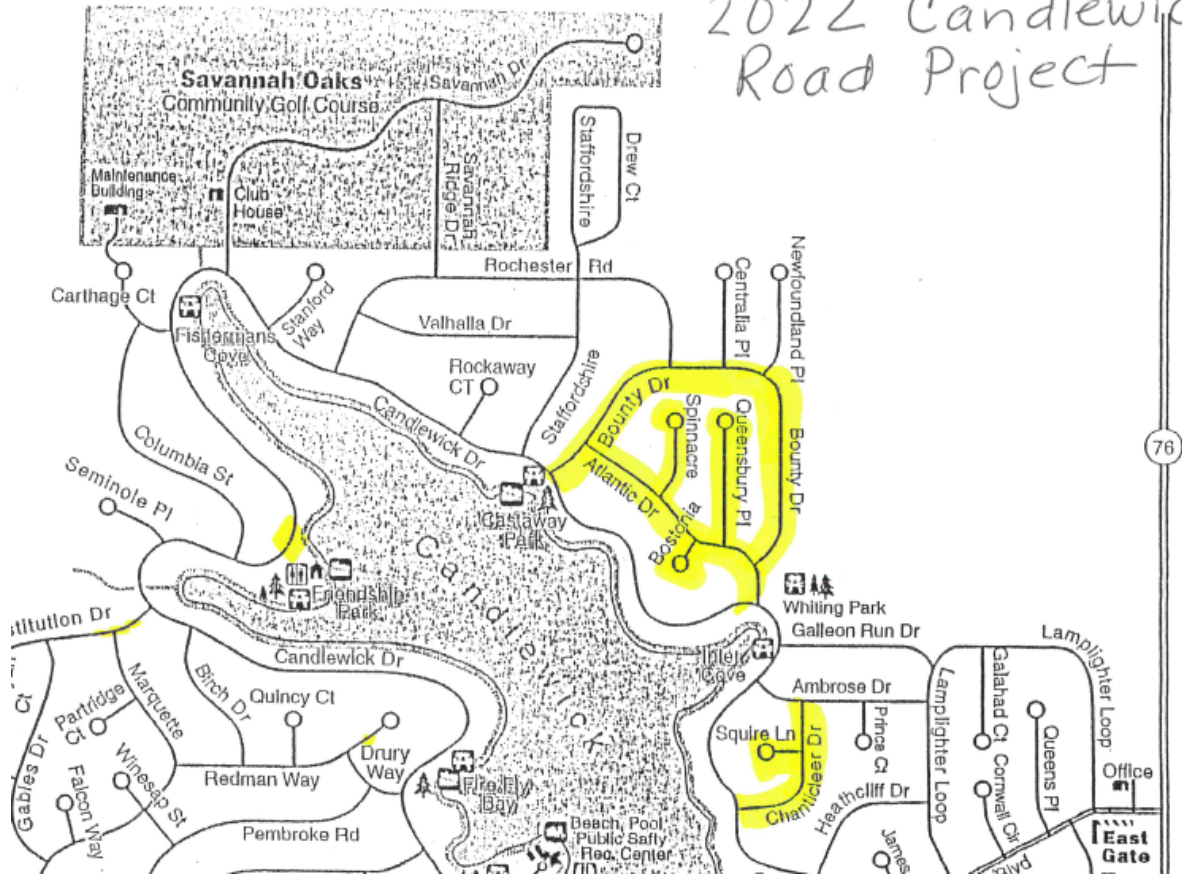 2022 Candlewic
Road Project
Savannah Oaks
Community Golf Course
Savannah Dr
Maintenance
Building
Club
House
Savannah
Ridge Dr
Staffordshire
Drew Ct
Rochester Rd
Carthage Ct
Fishermans
Cove
Stanford
Way
Valhalla Dr
Rockaway
CT
Staffordshire
Centralia Pl
Newfoundland Pl
Candlewick Dr
Bounty Dr
Spinnacre
Queensbury Pl
Bounty Dr
Atlantic Dr
Bostonia
76
Columbia St
Seminole Pl
Castaway
Park
Candlewick
Friendship
Park
Whiting Park
Galleon Run Dr
stitution Dr
Candlewick Dr
Inlet
Cove
Lamplighter Loop
Ct
Partridge
Ct
Marquette
Birch Dr
Quincy Ct
Ambrose Dr
Lamplighter Loop
Galahad Ct
Squire Ln
Prince Ct
Queens Pl
Gables Dr
Falcon Way
Winesap St
Redman Way
Drury
Way
Fire Fly
Bay
Chanticleer Dr
Heathcliff Dr
Cornwall Cir
Office
Pembroke Rd
Beach, Pool
Public Safty
Rec. Center
James
Blvd
East
Gate